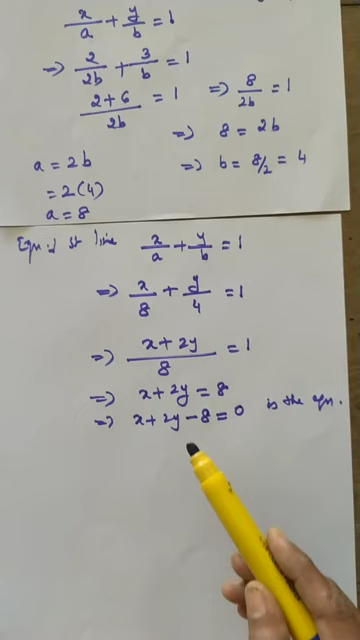 x/a + y/b = 1
=> 2/2b + 3/b = 1
(2+6)/2b = 1 => 8/2b = 1
=> 8 = 2b
a = 2b => b = 8/2 = 4
= 2(4)
a = 8
Eqn. of st line x/a + y/b = 1
=> x/8 + y/4 = 1
=> (x+2y)/8 = 1
=> x+2y = 8
=> x+2y-8=0 is the eqn.